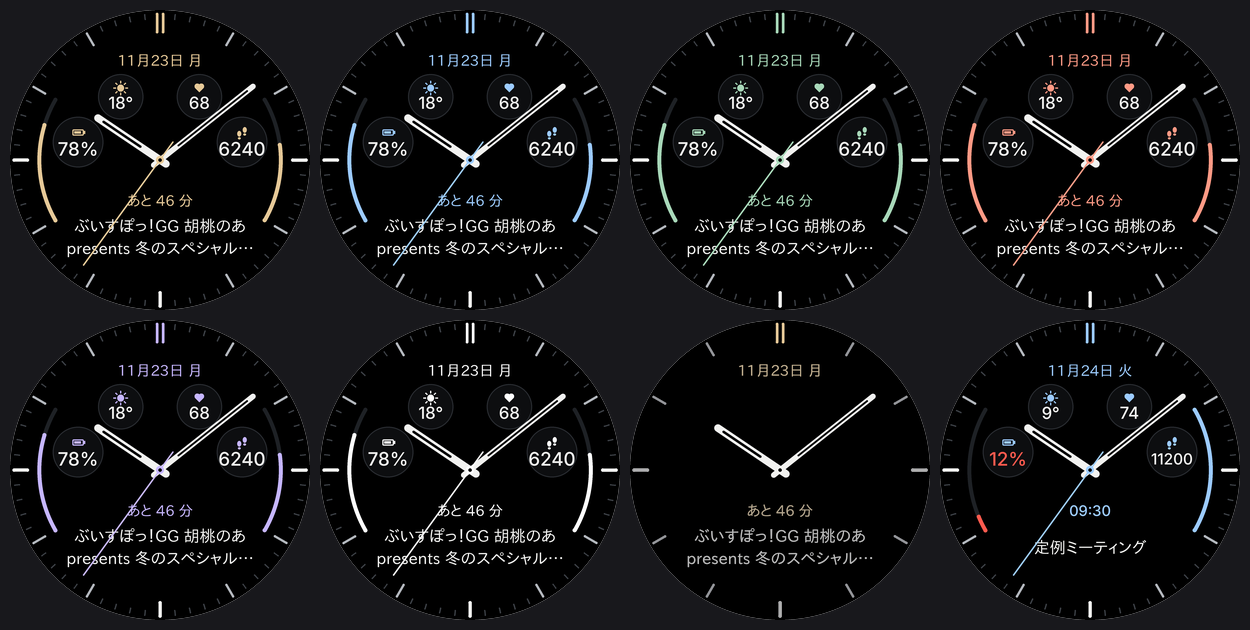 11月23日 月
18°
68
78%
6240
あと 46 分
ぶいすぽっ!GG 胡桃のあ
presents 冬のスペシャル…
11月23日 月
18°
68
78%
6240
あと 46 分
ぶいすぽっ!GG 胡桃のあ
presents 冬のスペシャル…
11月23日 月
18°
68
78%
6240
あと 46 分
ぶいすぽっ!GG 胡桃のあ
presents 冬のスペシャル…
11月23日 月
18°
68
78%
6240
あと 46 分
ぶいすぽっ!GG 胡桃のあ
presents 冬のスペシャル…
11月23日 月
18°
68
78%
6240
あと 46 分
ぶいすぽっ!GG 胡桃のあ
presents 冬のスペシャル…
11月23日 月
18°
68
78%
6240
あと 46 分
ぶいすぽっ!GG 胡桃のあ
presents 冬のスペシャル…
11月23日 月
あと 46 分
ぶいすぽっ!GG 胡桃のあ
presents 冬のスペシャル…
11月24日 火
9°
74
12%
11200
09:30
定例ミーティング